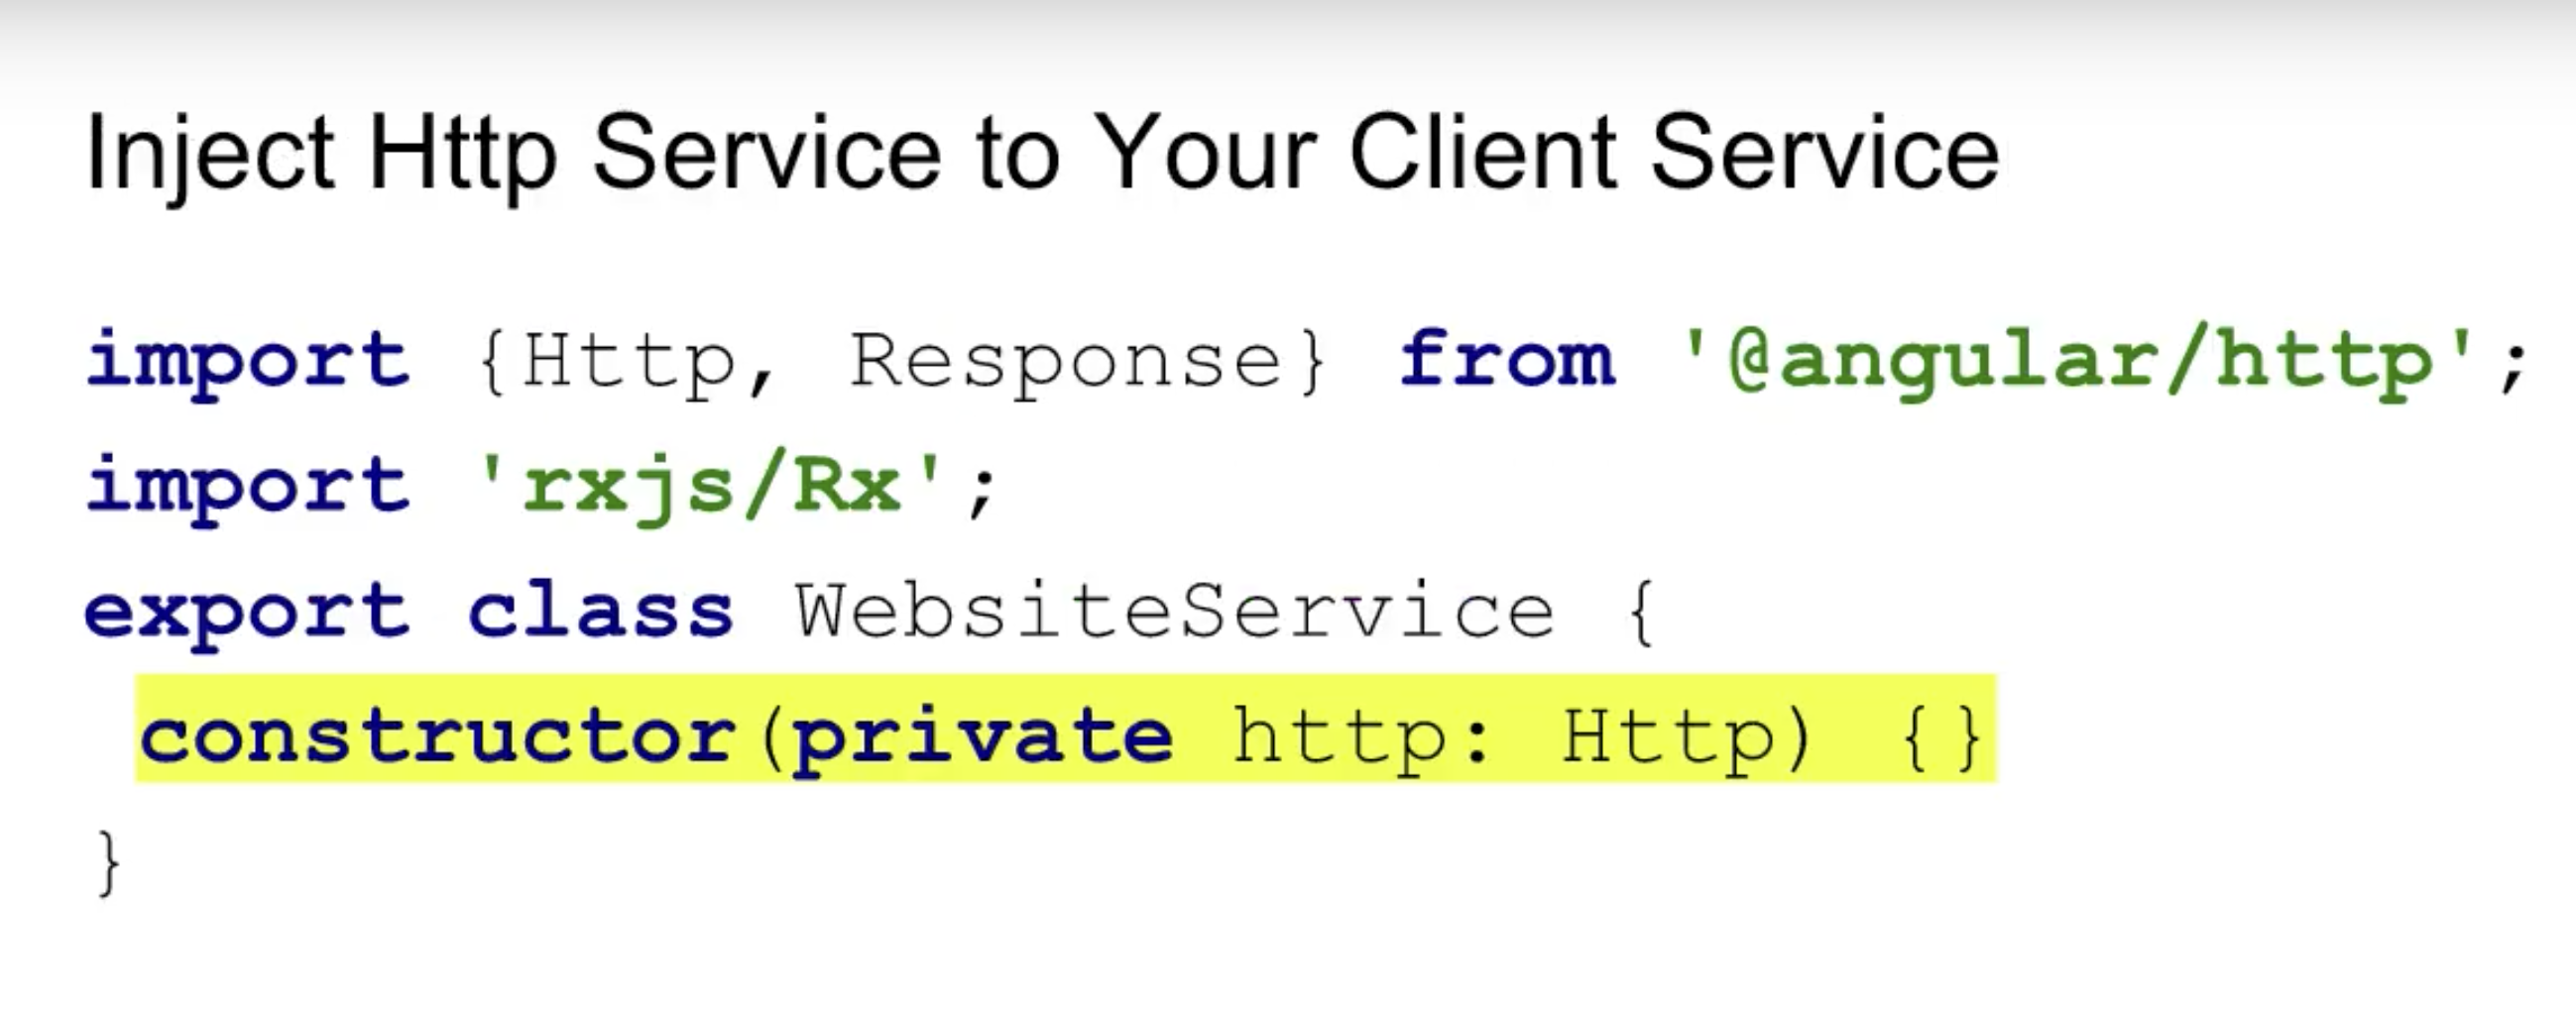 Inject Http Service to Your Client Service
import {Http, Response} from '@angular/http';
import 'rxjs/Rx';
export class WebsiteService {
constructor(private http: Http) {}
}